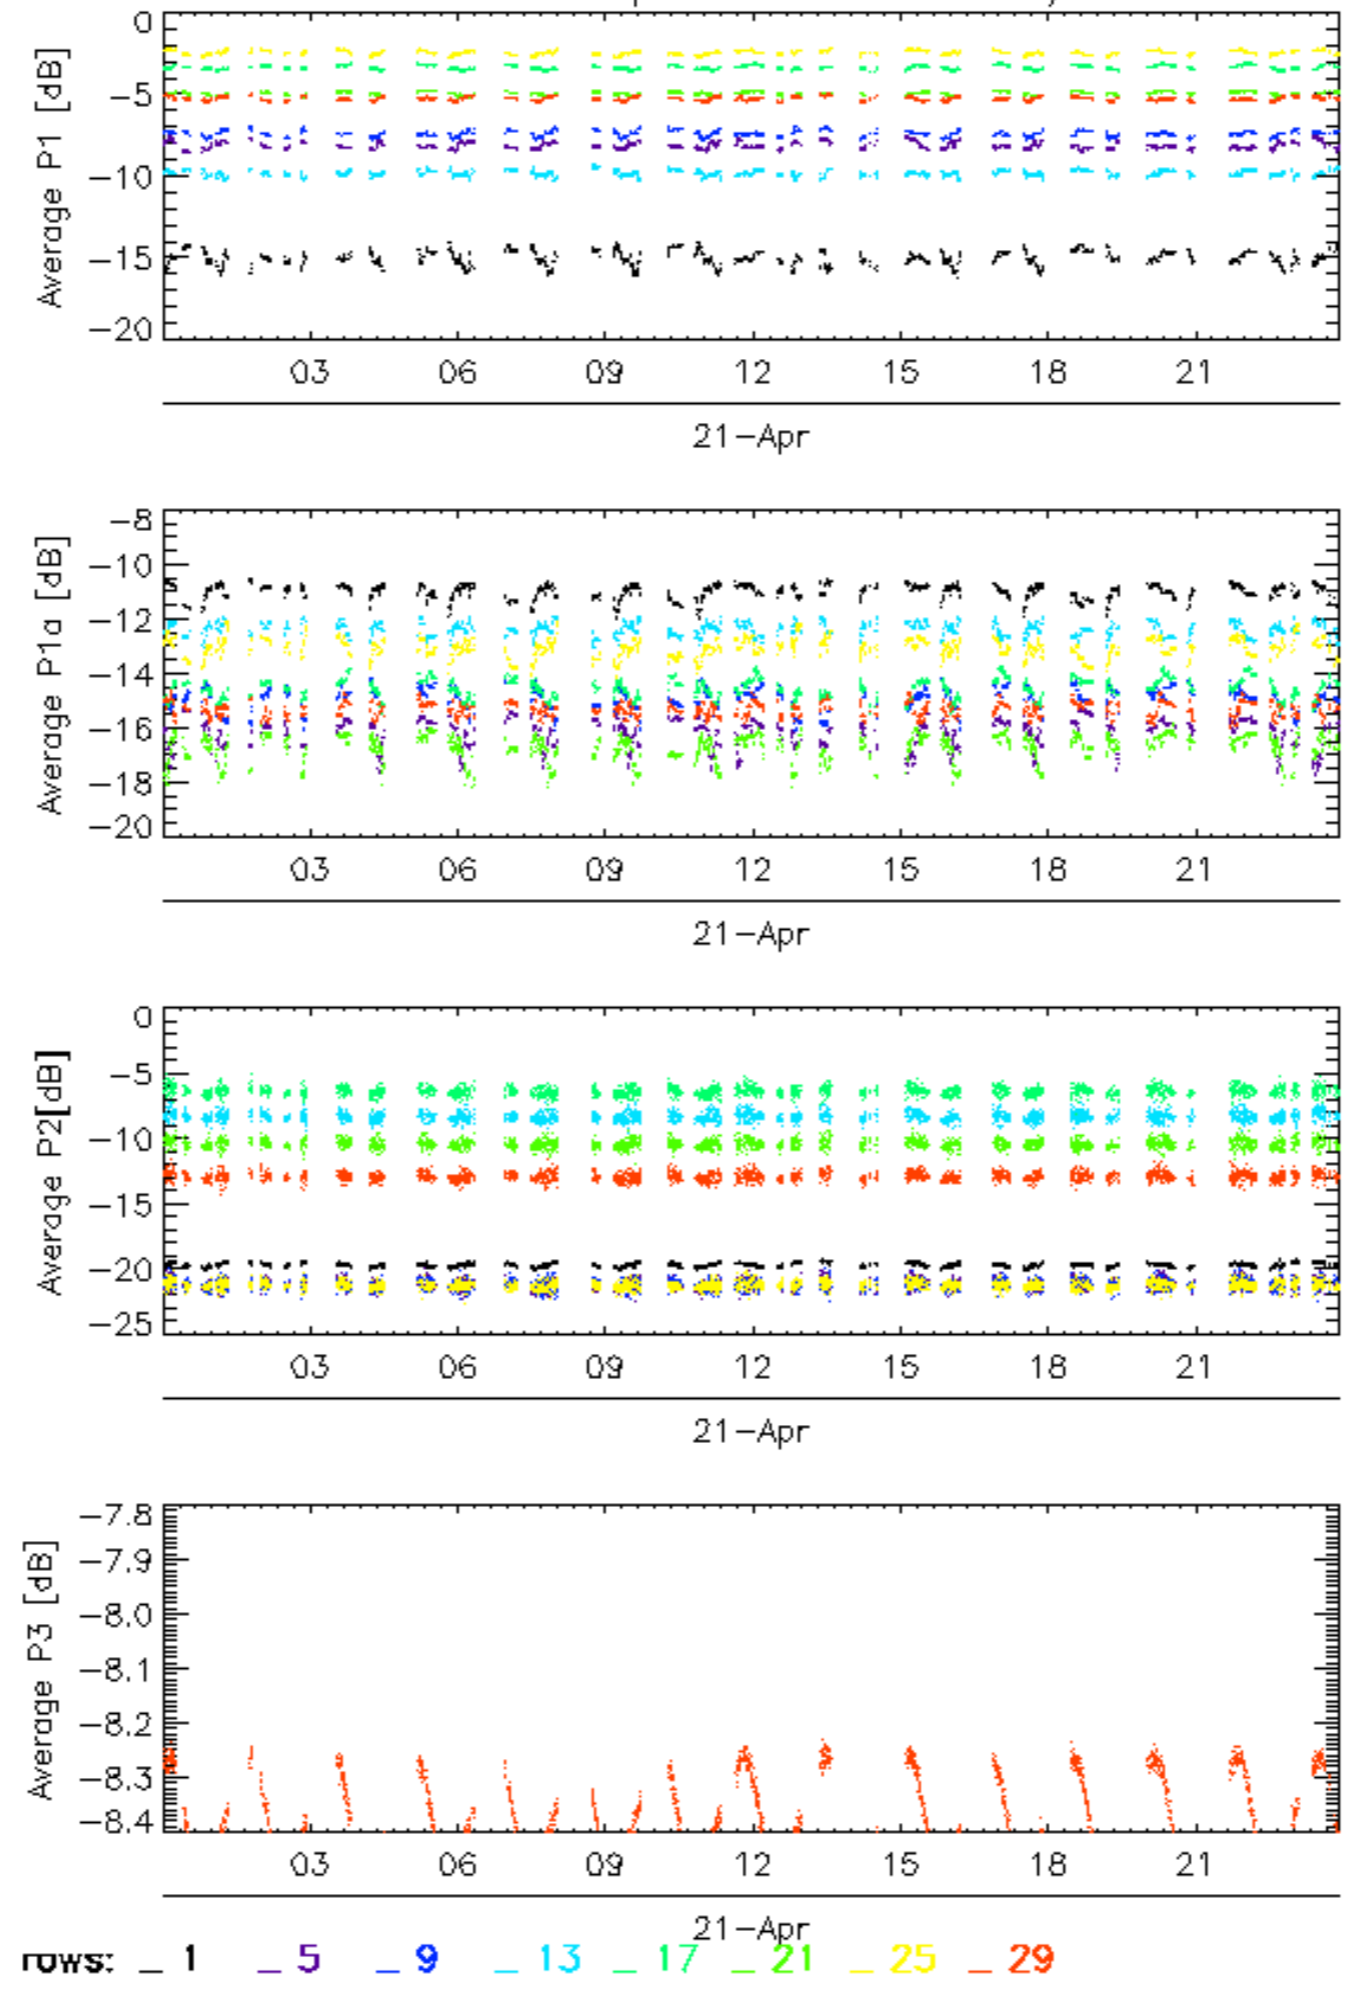 Average P1 [dB]
0
−5
−10
−15
−20
03 06 09 12 15 18 21
21−Apr
Average P1a [dB]
−8
−10
−12
−14
−16
−18
−20
03 06 09 12 15 18 21
21−Apr
Average P2[dB]
0
−5
−10
−15
−20
−25
03 06 09 12 15 18 21
21−Apr
Average P3 [dB]
−7.8
−7.9
−8.0
−8.1
−8.2
−8.3
−8.4
03 06 09 12 15 18 21
21−Apr
rows: _ 1 _ 5 _ 9 _ 13 _ 17 _ 21 _ 25 _ 29